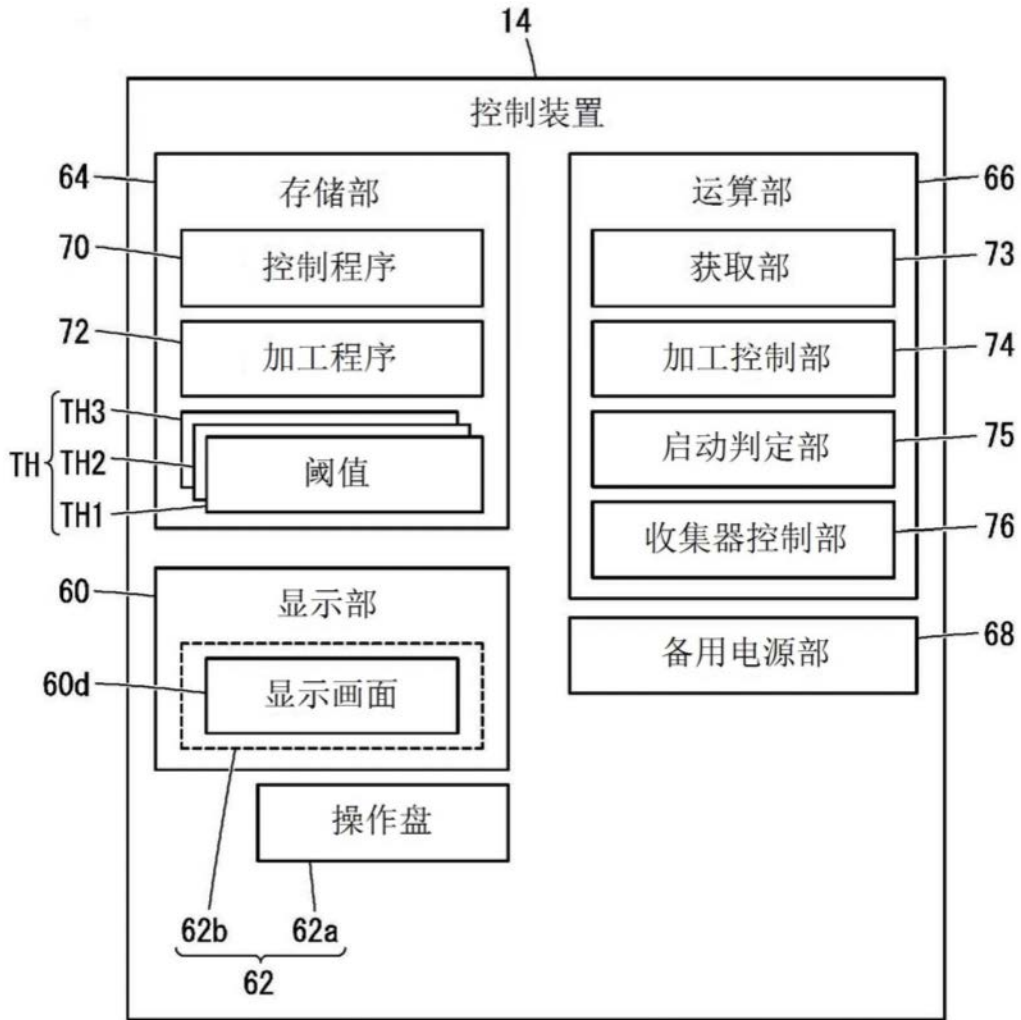 14
控制装置
64
存储部
70
控制程序
72
加工程序
TH
TH3
TH2
TH1
阈值
60
显示部
60d
显示画面
操作盘
62b
62a
62
运算部
66
获取部
73
加工控制部
74
启动判定部
75
收集器控制部
76
备用电源部
68